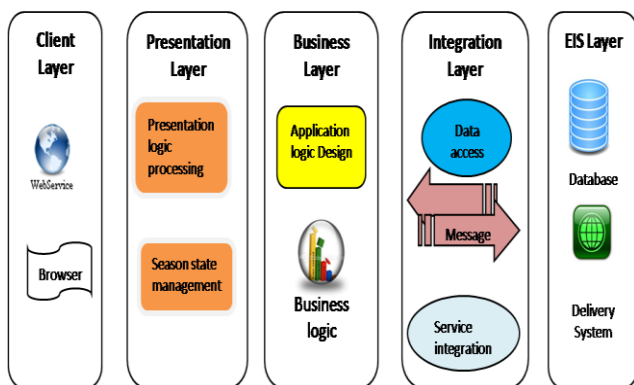 Client
Layer
WebService
Browser
Presentation
Layer
Presentation
logic
processing
Season state
management
Business
Layer
Application
logic Design
Business
logic
Integration
Layer
Data
access
Message
Service
integration
EIS Layer
Database
Delivery
System